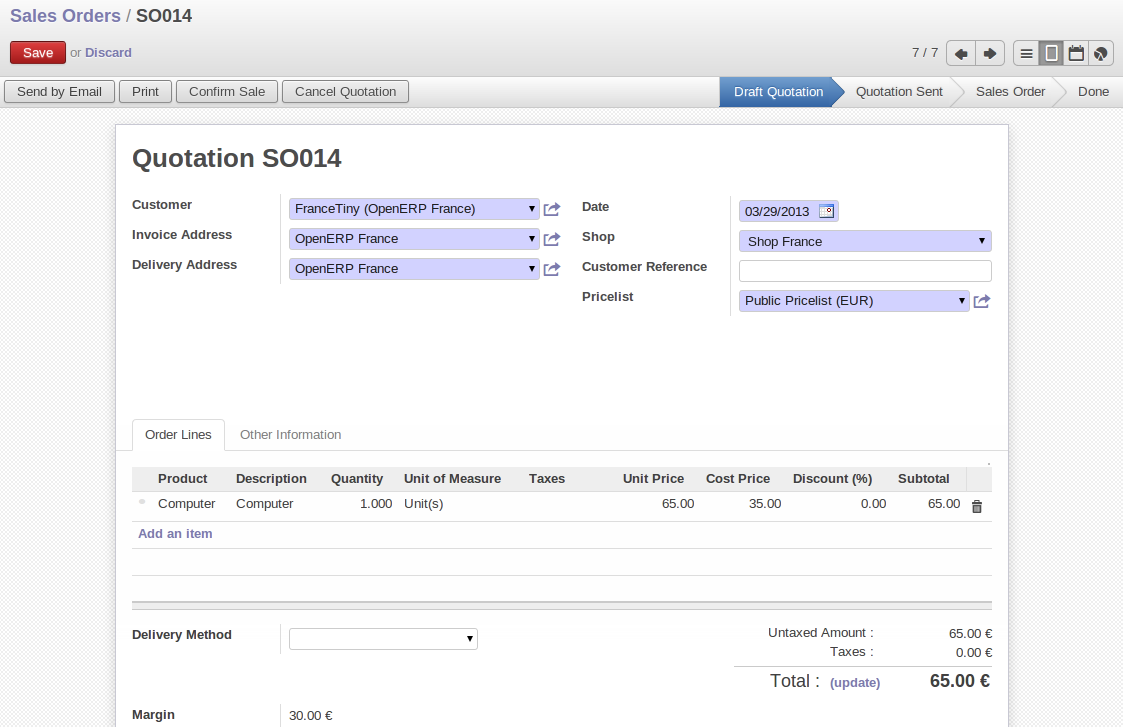 Sales Orders / SO014
Save or Discard 7 / 7
Send by Email Print Confirm Sale Cancel Quotation Draft Quotation Quotation Sent Sales Order Done
Quotation SO014
Customer FranceTiny (OpenERP France)
Invoice Address OpenERP France
Delivery Address OpenERP France
Date 03/29/2013
Shop Shop France
Customer Reference
Pricelist Public Pricelist (EUR)
Order Lines Other Information
Product Description Quantity Unit of Measure Taxes Unit Price Cost Price Discount (%) Subtotal
Computer Computer 1.000 Unit(s) 65.00 35.00 0.00 65.00
Add an item
Delivery Method
Untaxed Amount : 65.00 €
Taxes : 0.00 €
Total : (update) 65.00 €
Margin 30.00 €